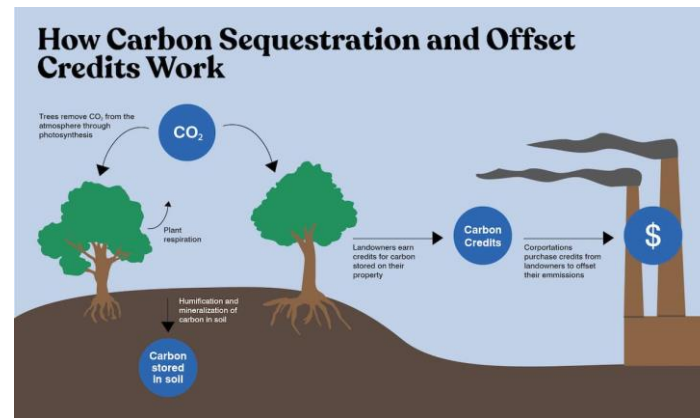 How Carbon Sequestration and Offset
Credits Work
Trees remove CO₂ from the
atmosphere through
photosynthesis
CO₂
Plant
respiration
Landowners earn
credits for carbon
stored on their
property
Carbon
Credits
Corportations
purchase credits from
landowners to offset
their emmissions
$
Humification and
mineralization of
carbon in soil
Carbon
stored
in soil